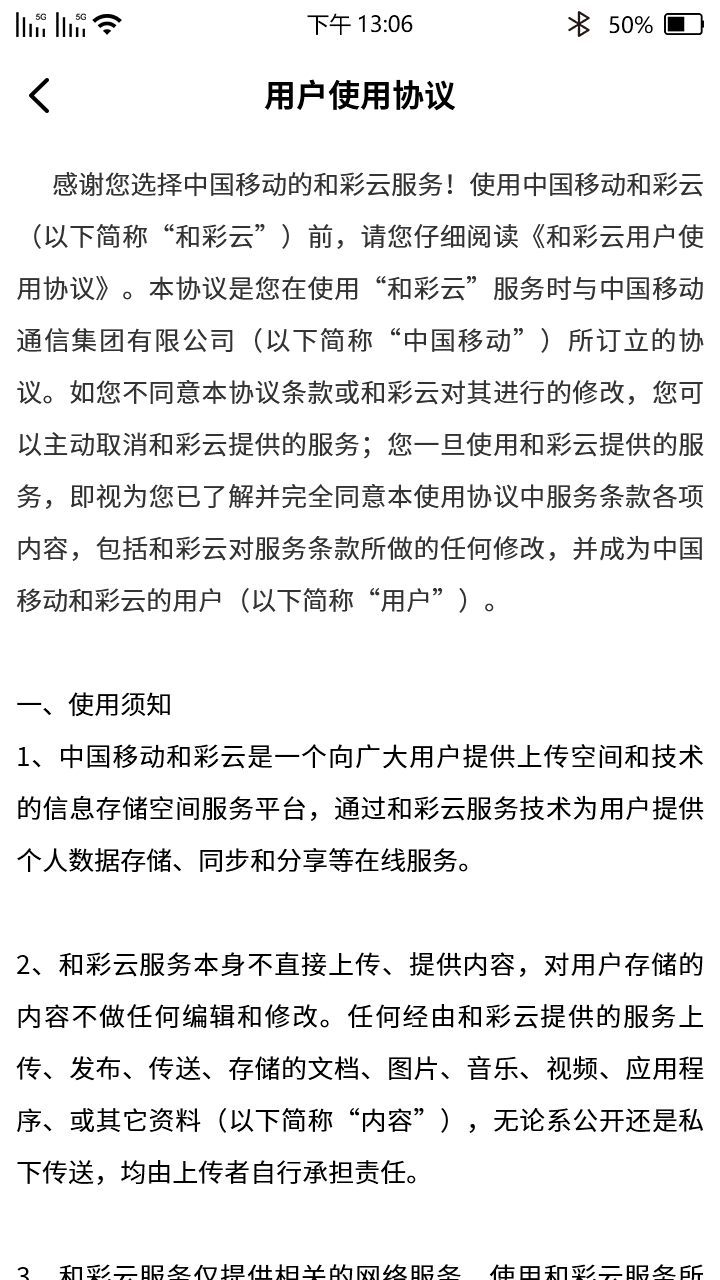 5G 5G 下午 13:06 50%
用户使用协议
感谢您选择中国移动的和彩云服务！使用中国移动和彩云
（以下简称“和彩云”）前，请您仔细阅读《和彩云用户使
用协议》。本协议是您在使用“和彩云”服务时与中国移动
通信集团有限公司（以下简称“中国移动”）所订立的协
议。如您不同意本协议条款或和彩云对其进行的修改，您可
以主动取消和彩云提供的服务；您一旦使用和彩云提供的服
务，即视为您已了解并完全同意本使用协议中服务条款各项
内容，包括和彩云对服务条款所做的任何修改，并成为中国
移动和彩云的用户（以下简称“用户”）。
一、使用须知
1、中国移动和彩云是一个向广大用户提供上传空间和技术
的信息存储空间服务平台，通过和彩云服务技术为用户提供
个人数据存储、同步和分享等在线服务。
2、和彩云服务本身不直接上传、提供内容，对用户存储的
内容不做任何编辑和修改。任何经由和彩云提供的服务上
传、发布、传送、存储的文档、图片、音乐、视频、应用程
序、或其它资料（以下简称“内容”），无论系公开还是私
下传送，均由上传者自行承担责任。
3、和彩云服务仅提供相关的网络服务，使用和彩云服务所